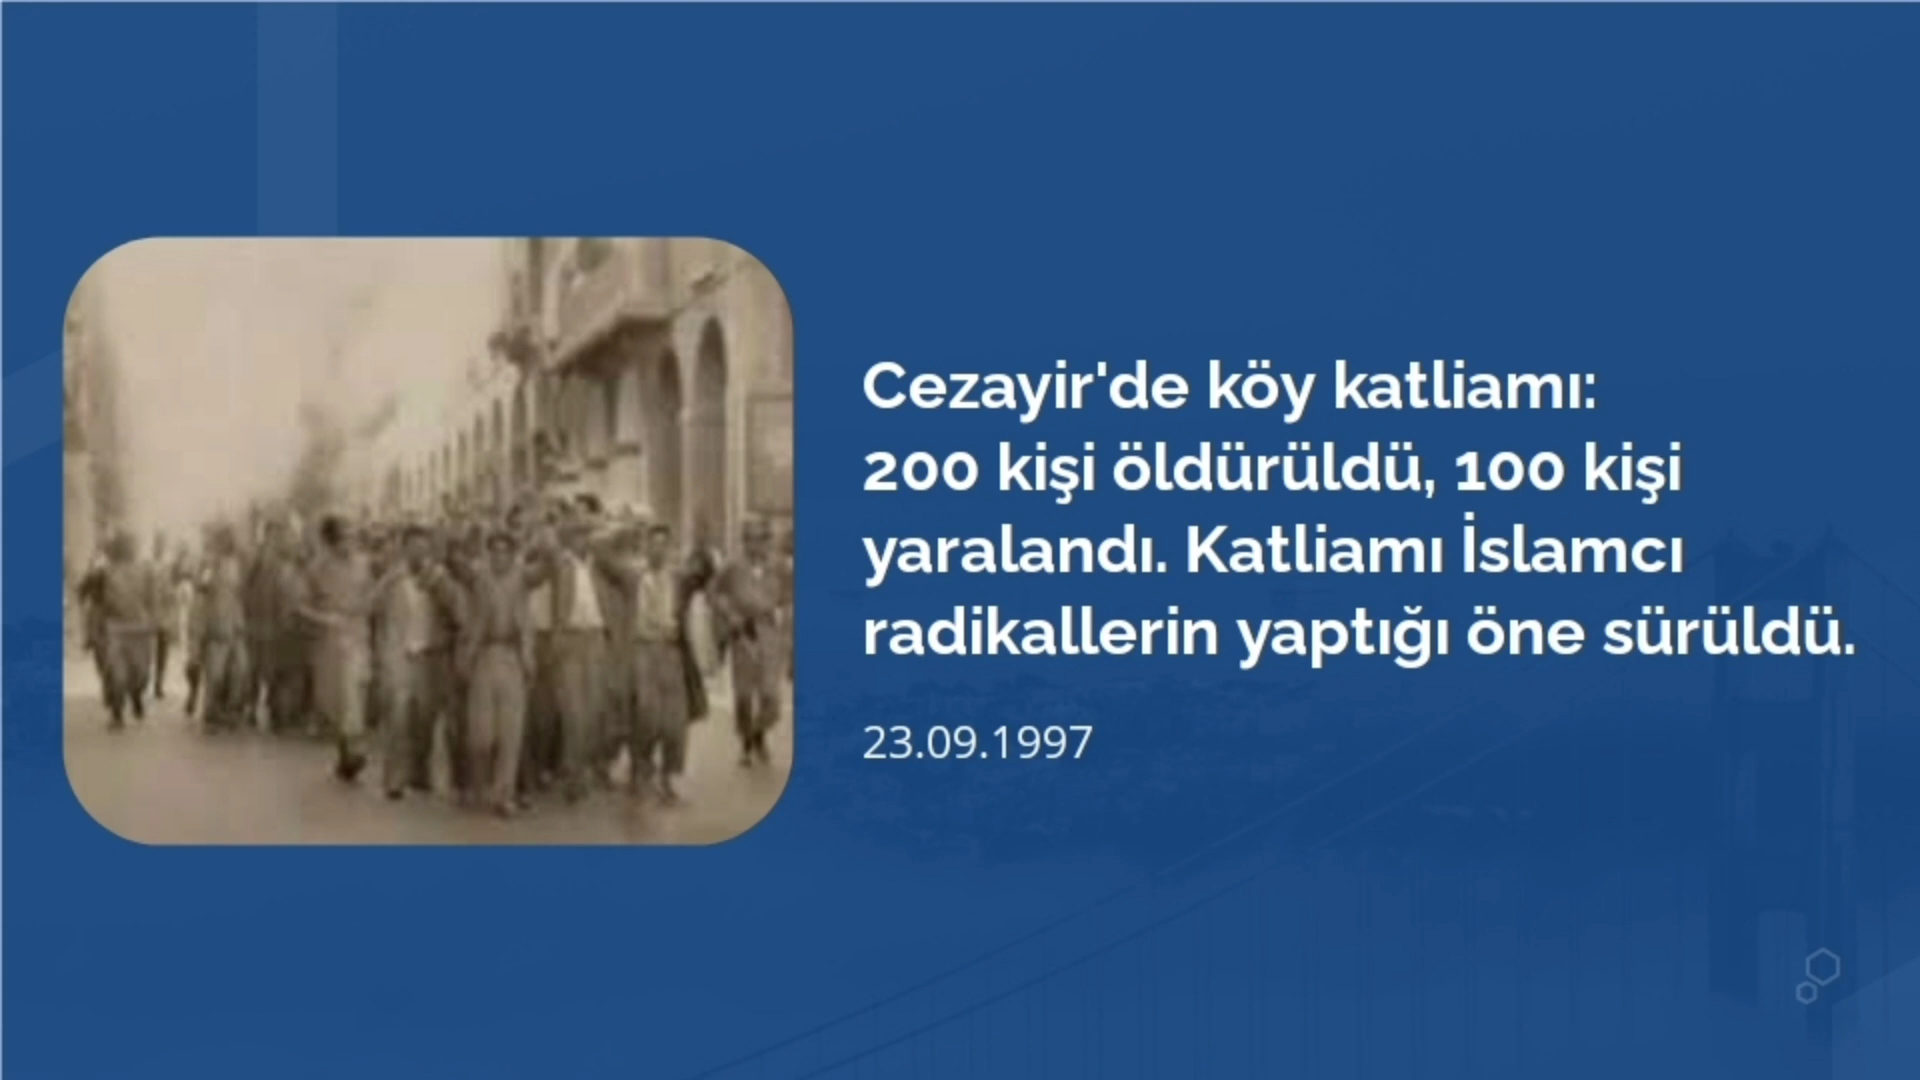 Cezayir'de köy katliamı:
200 kişi öldürüldü, 100 kişi
yaralandı. Katliamı İslamcı
radikallerin yaptığı öne sürüldü.
23.09.1997